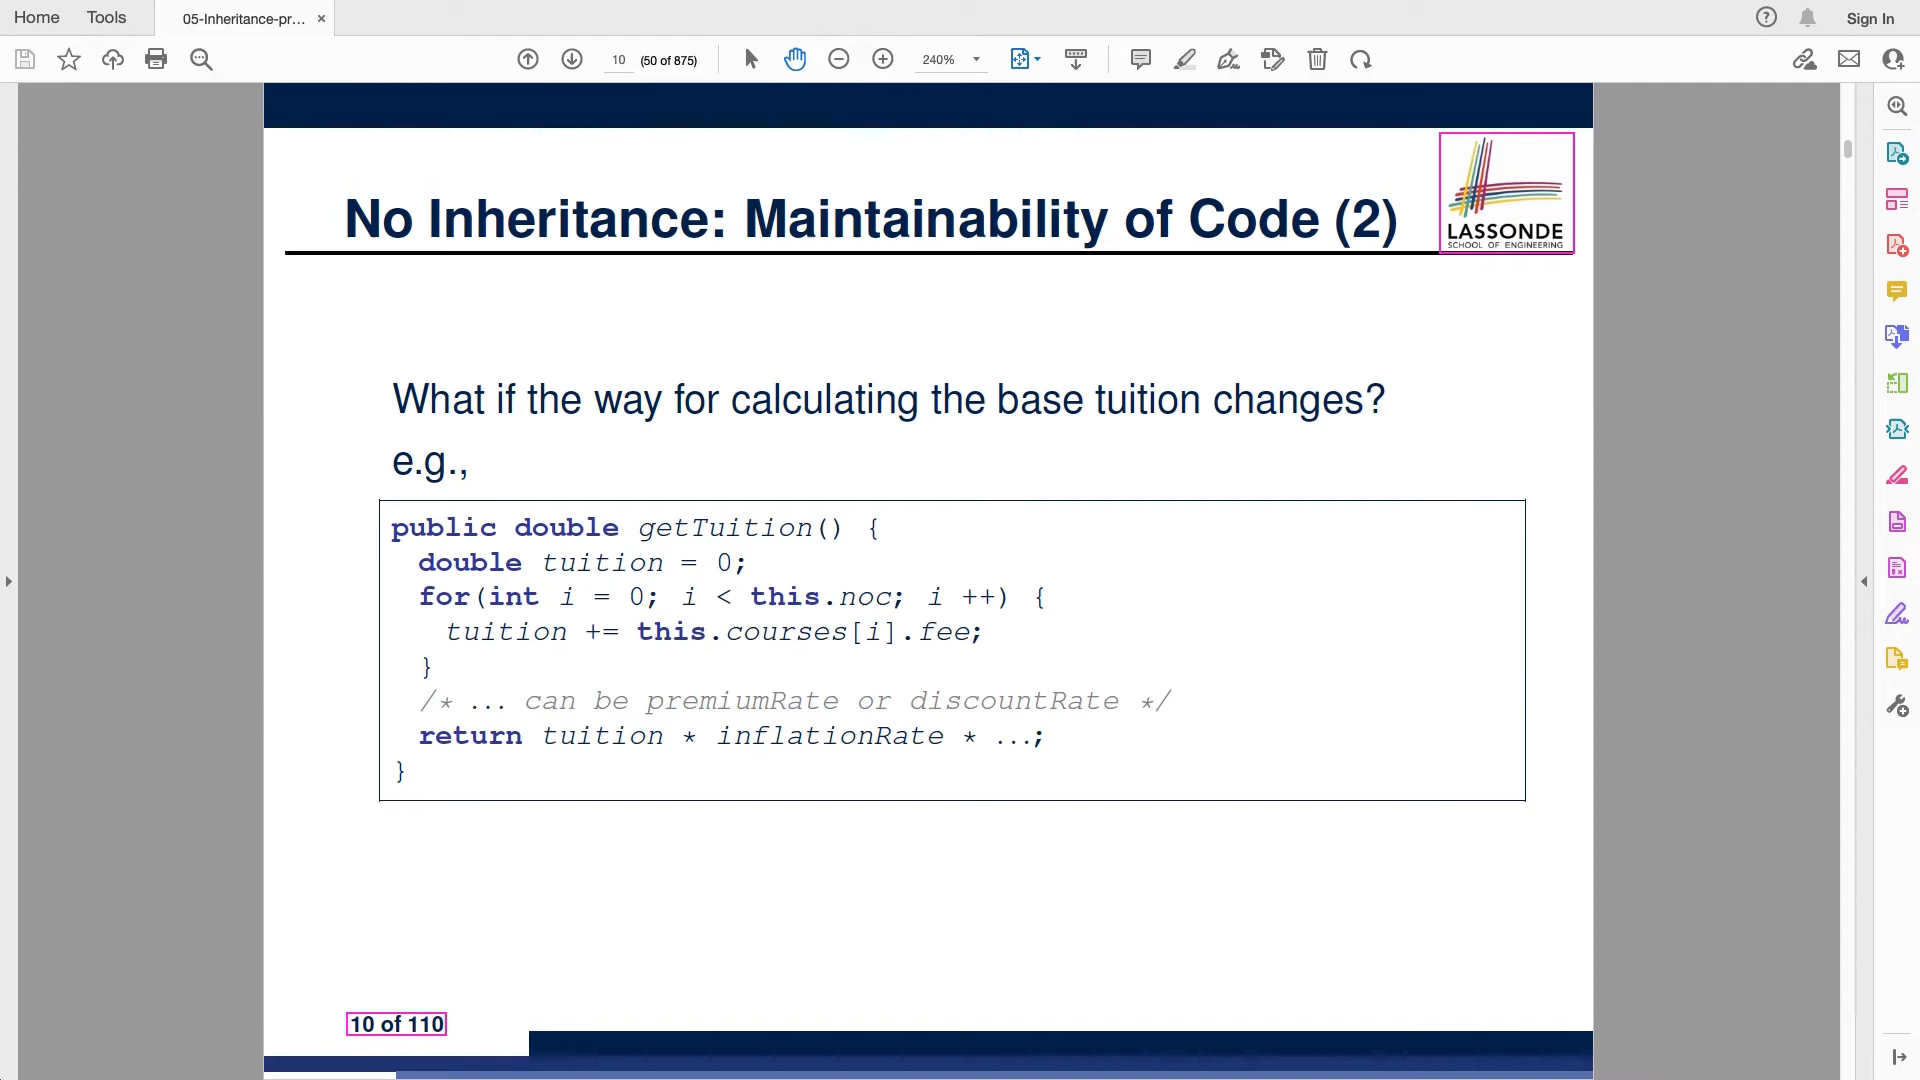 Home Tools 05-Inheritance-pr... × Sign In
10 (50 of 875) 240%
No Inheritance: Maintainability of Code (2)
LASSONDE
SCHOOL OF ENGINEERING
What if the way for calculating the base tuition changes?
e.g.,
public double getTuition() {
double tuition = 0;
for(int i = 0; i < this.noc; i ++) {
tuition += this.courses[i].fee;
}
/* ... can be premiumRate or discountRate */
return tuition * inflationRate * ...;
}
10 of 110